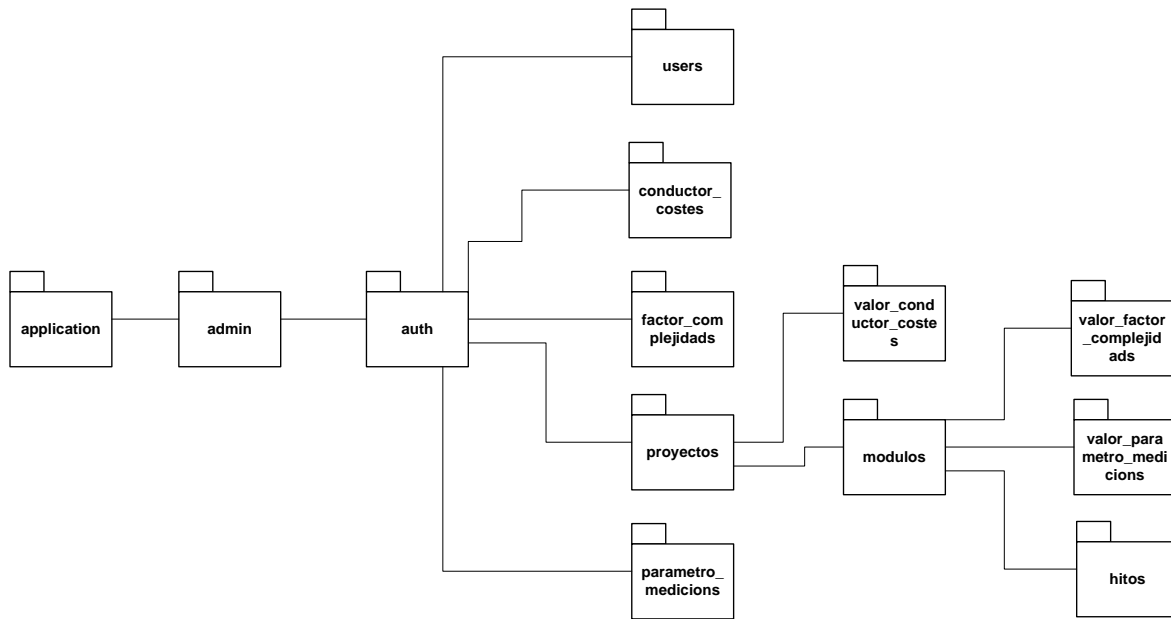 users
conductor_
costes
application
admin
auth
factor_com
plejidads
valor_cond
uctor_coste
s
valor_factor
_complejid
ads
proyectos
modulos
valor_para
metro_medi
cions
parametro_
medicions
hitos